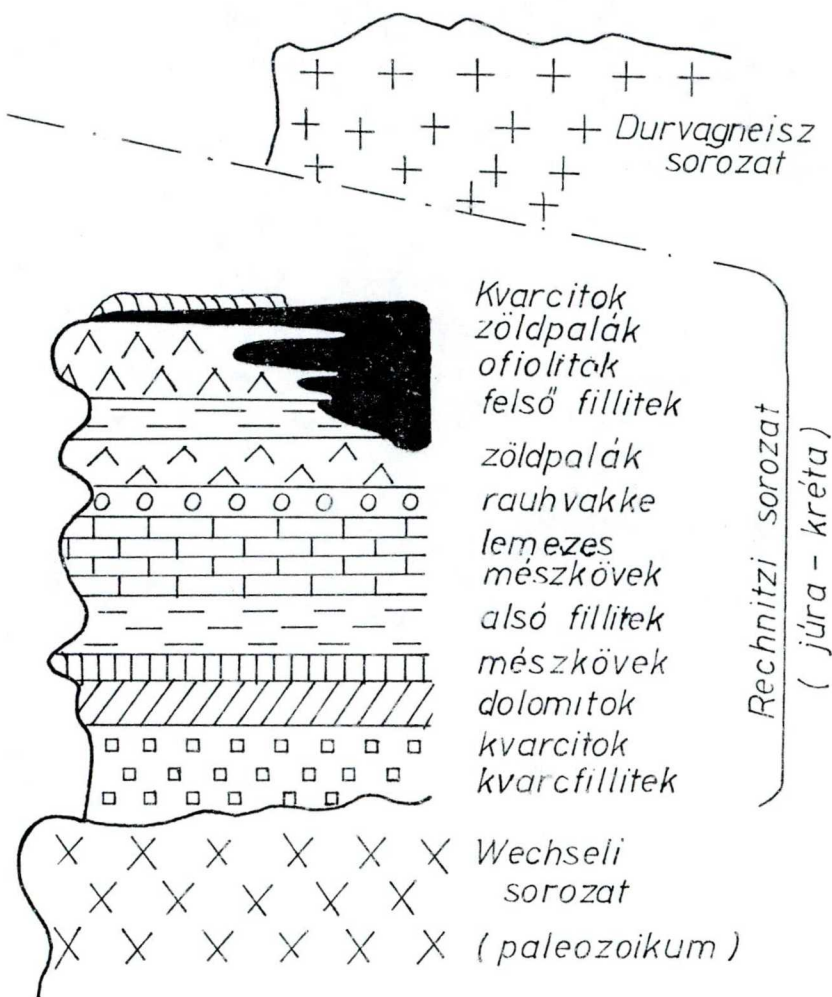 Durvagneisz
sorozat
Kvarcitok
zöldpalák
ofiolitok
felső fillitek
zöldpalák
rauhvakke
lemezes
mészkövek
alsó fillitek
mészkövek
dolomitok
kvarcitok
kvarcfillitek
Rechnitzi sorozat
( júra - kréta )
Wechseli
sorozat
( paleozoikum )